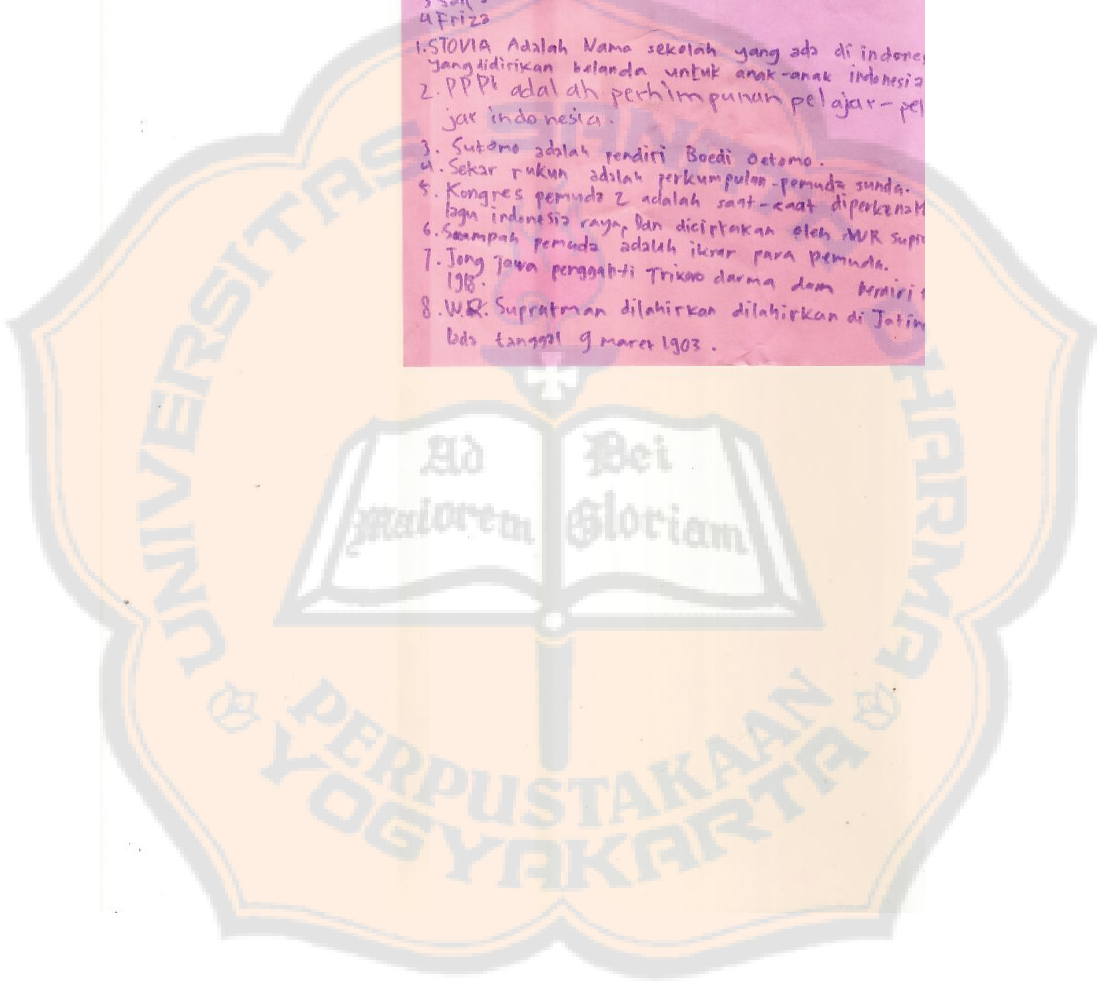 4 Friza
1. STOVIA Adalah Nama sekolah yang ada di indone
yang didirikan belanda untuk anak-anak indonesia
2. PPPI adalah perhimpunan pelajar-pel
jar indonesia.
3. Sutomo adalah pendiri Boedi oetomo.
4. Sekar rukun adalah perkumpulan-pemuda sunda.
5. Kongres pemuda 2 adalah saat-saat diperkenal
lagu indonesia raya, Dan diciptakan oleh WR supr
6. Sumpah pemuda adalah ikrar para pemuda.
7. Jong Jawa pengganti Trikoro darma dam berdiri
1918.
8. W.R. Supratman dilahirkan dilahirkan di Jatin
pada tanggal 9 maret 1903.
UNIVERSITAS SANATA DHARMA
Ad Maiorem
Dei Gloriam
PERPUSTAKAAN
YOGYAKARTA